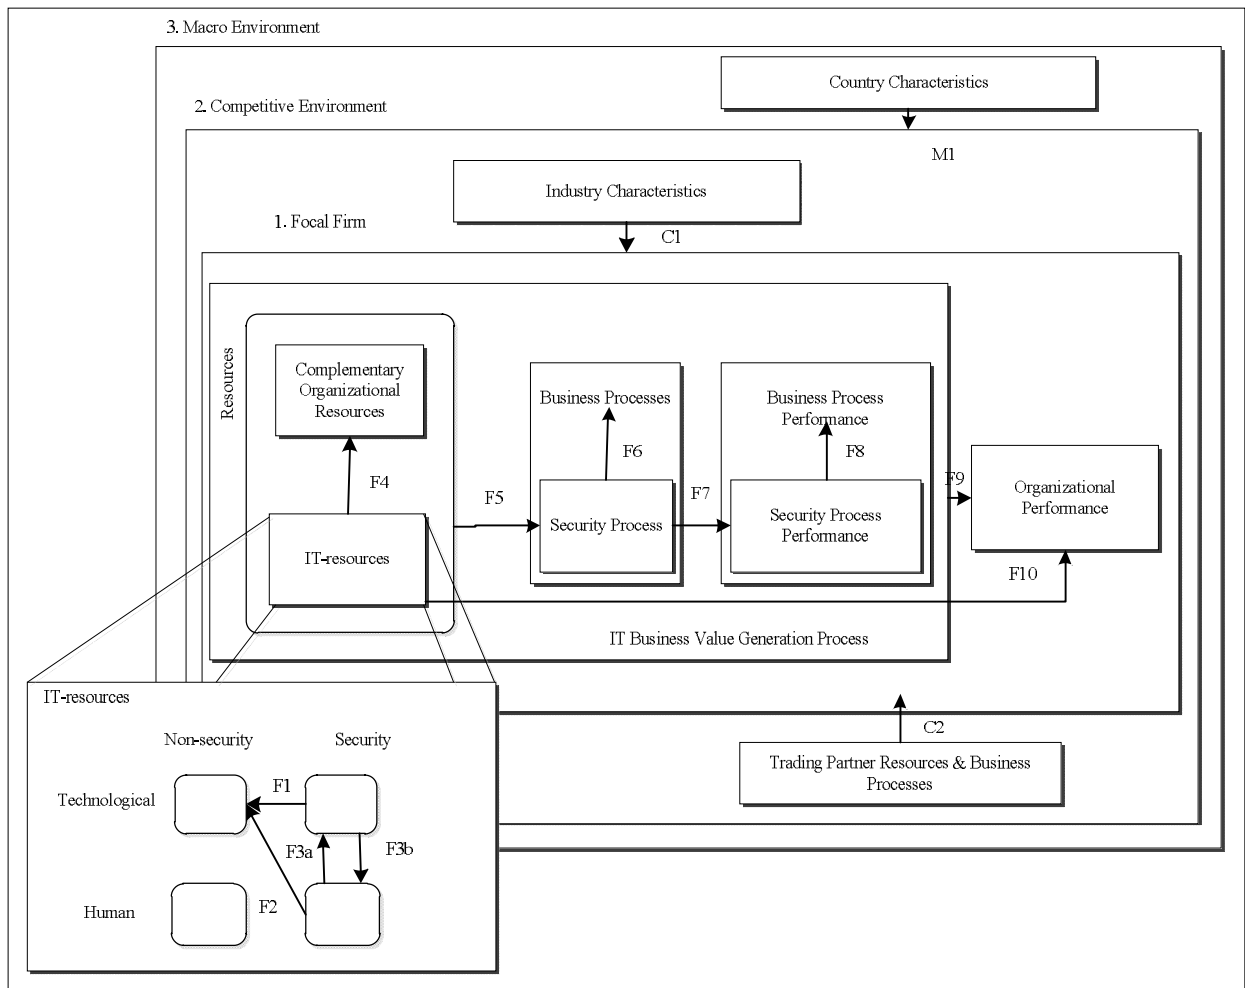 3. Macro Environment
Country Characteristics
2. Competitive Environment
M1
Industry Characteristics
1. Focal Firm
C1
Resources
Complementary
Organizational
Resources
F4
IT-resources
F5
Business Processes
F6
Security Process
F7
Business Process
Performance
F8
Security Process
Performance
F9
Organizational
Performance
F10
IT Business Value Generation Process
C2
Trading Partner Resources & Business
Processes
IT-resources
Non-security
Security
Technological
F1
F3a
F3b
Human
F2